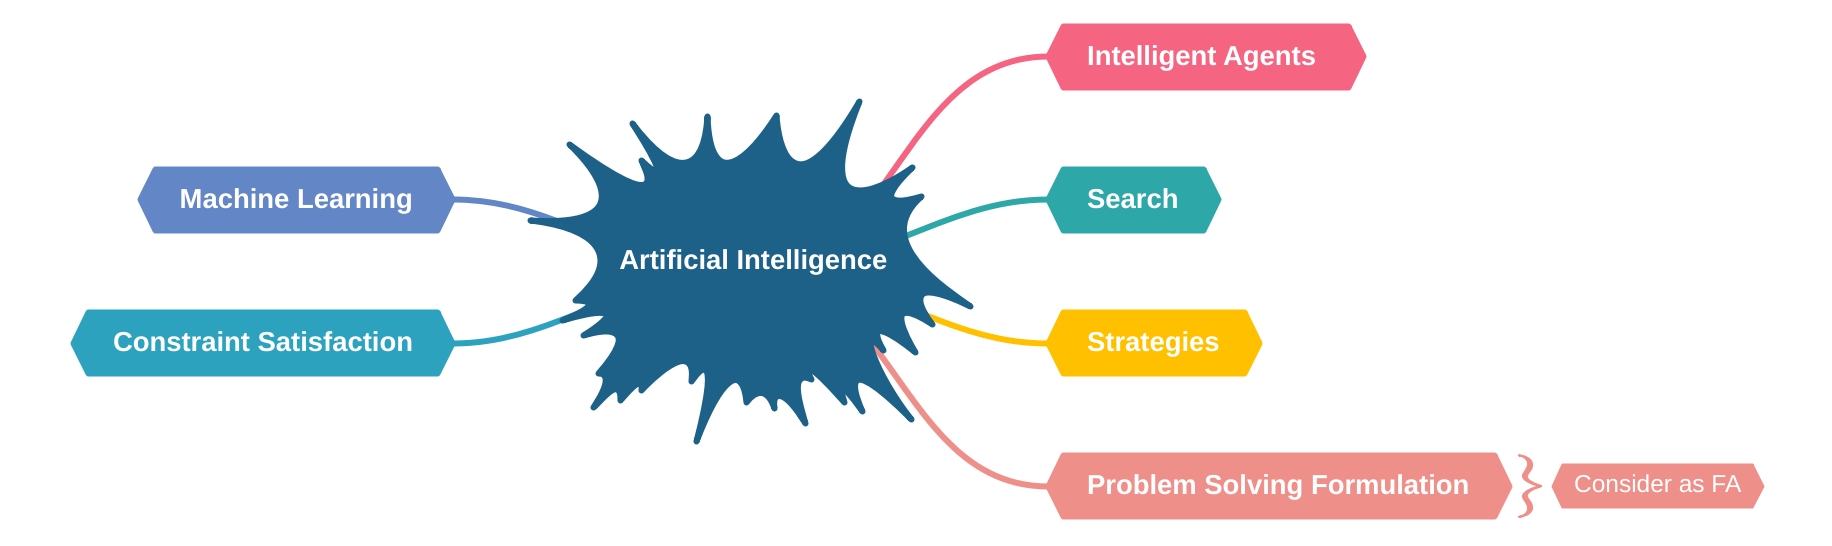 Intelligent Agents
Machine Learning
Search
Artificial Intelligence
Constraint Satisfaction
Strategies
Problem Solving Formulation
Consider as FA